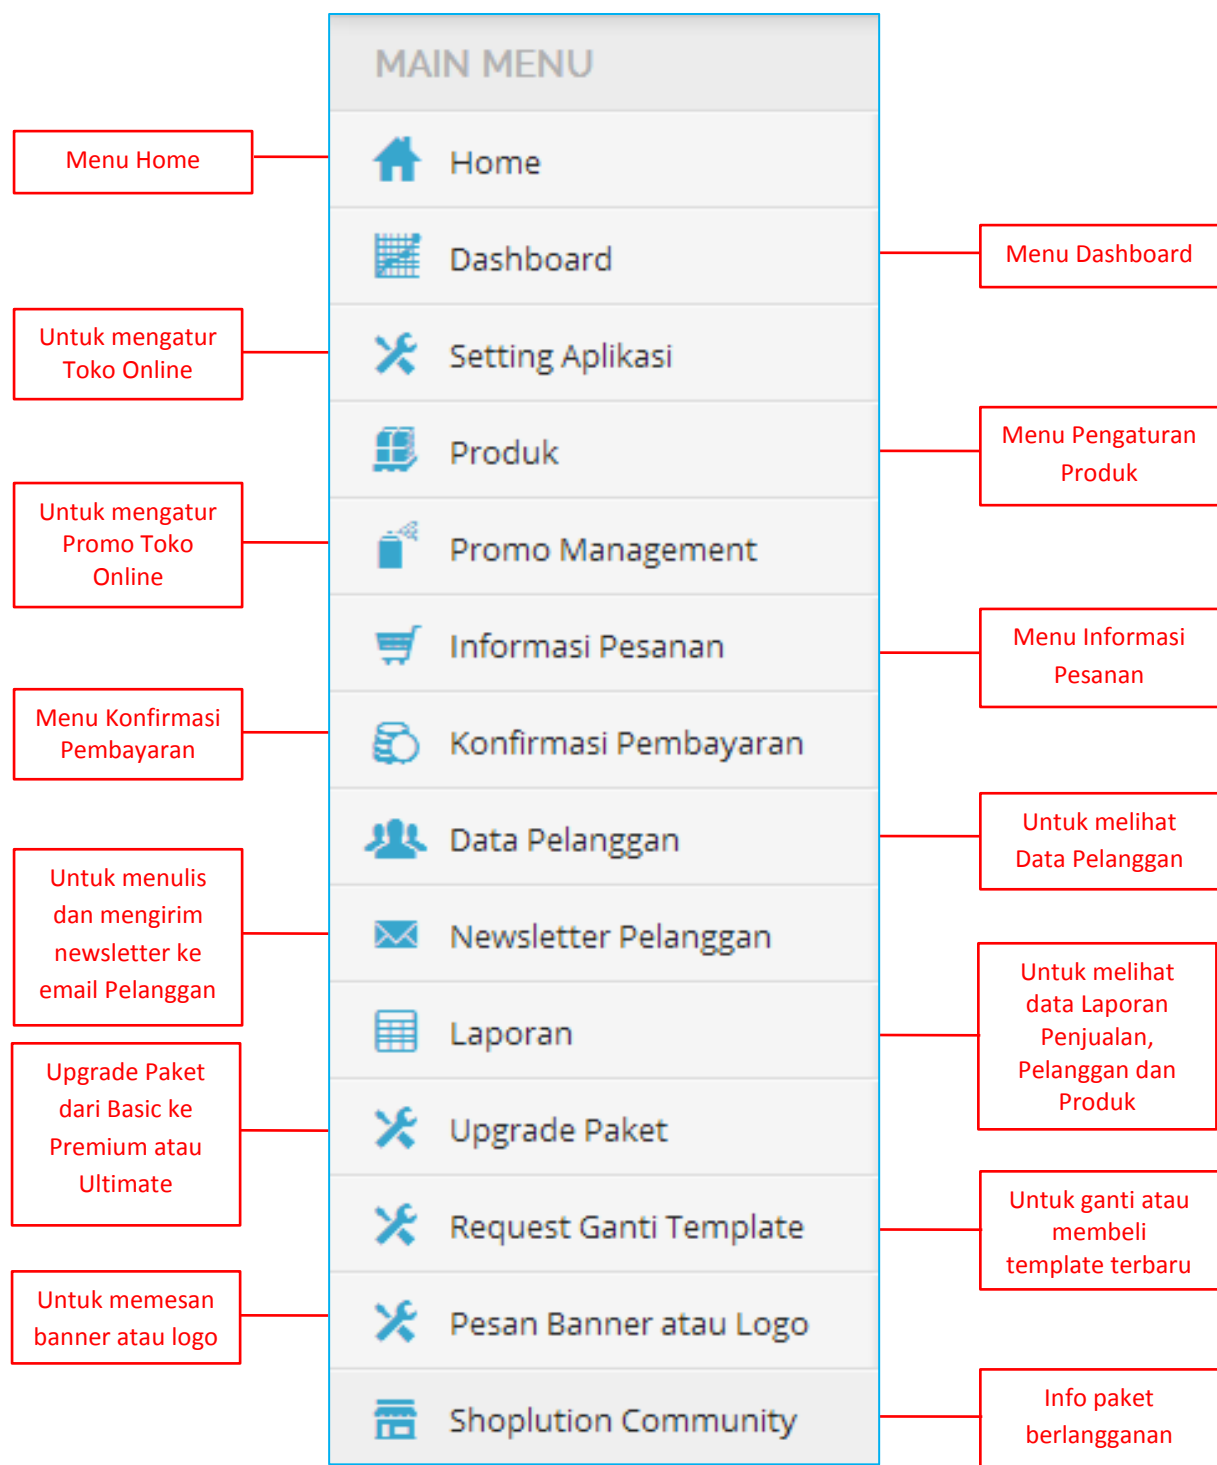 MAIN MENU
Menu Home
Home
Dashboard
Menu Dashboard
Untuk mengatur
Toko Online
Setting Aplikasi
Produk
Menu Pengaturan
Produk
Untuk mengatur
Promo Toko
Online
Promo Management
Informasi Pesanan
Menu Informasi
Pesanan
Menu Konfirmasi
Pembayaran
Konfirmasi Pembayaran
Data Pelanggan
Untuk melihat
Data Pelanggan
Untuk menulis
dan mengirim
newsletter ke
email Pelanggan
Newsletter Pelanggan
Laporan
Untuk melihat
data Laporan
Penjualan,
Pelanggan dan
Produk
Upgrade Paket
dari Basic ke
Premium atau
Ultimate
Upgrade Paket
Request Ganti Template
Untuk ganti atau
membeli
template terbaru
Untuk memesan
banner atau logo
Pesan Banner atau Logo
Shoplution Community
Info paket
berlangganan